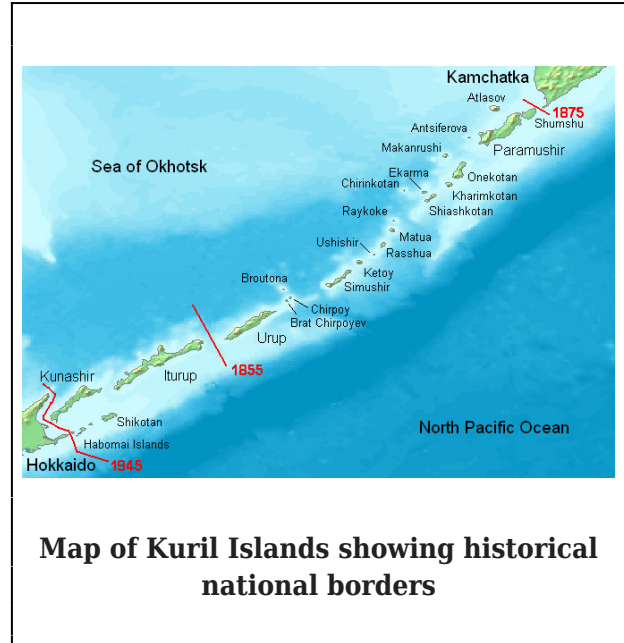 Kamchatka
Atlasov
1875
Shumshu
Antsiferova
Paramushir
Makanrushi
Sea of Okhotsk
Ekarma
Onekotan
Chirinkotan
Kharimkotan
Shiashkotan
Raykoke
Matua
Ushishir
Rasshua
Ketoy
Broutona
Simushir
Chirpoy
Brat Chirpoyev
Urup
1855
Kunashir
Iturup
Shikotan
North Pacific Ocean
Habomai Islands
Hokkaido
1945
Map of Kuril Islands showing historical
national borders